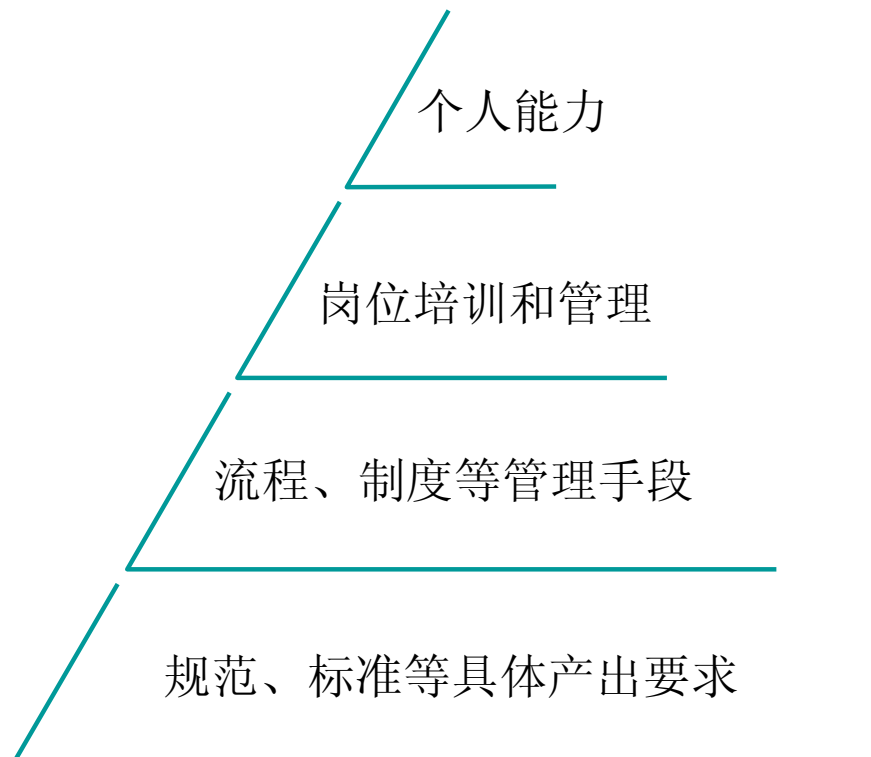 个人能力
岗位培训和管理
流程、制度等管理手段
规范、标准等具体产出要求